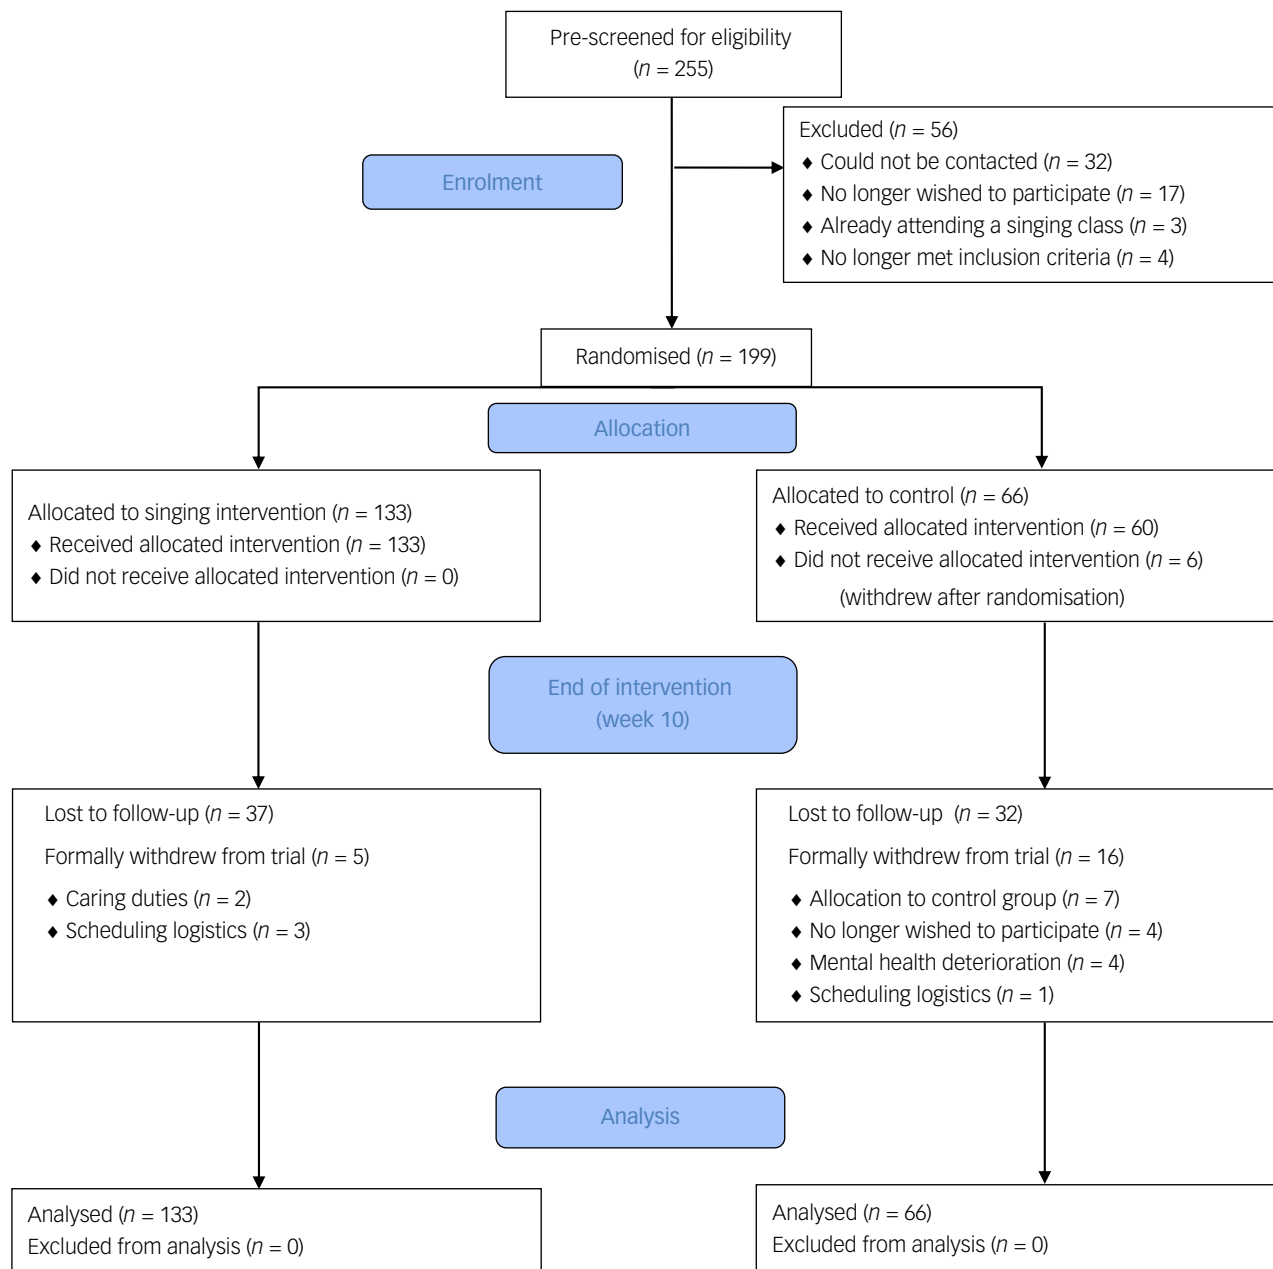 Pre-screened for eligibility
(n = 255)
Excluded (n = 56)
♦ Could not be contacted (n = 32)
♦ No longer wished to participate (n = 17)
♦ Already attending a singing class (n = 3)
♦ No longer met inclusion criteria (n = 4)
Enrolment
Randomised (n = 199)
Allocation
Allocated to singing intervention (n = 133)
♦ Received allocated intervention (n = 133)
♦ Did not receive allocated intervention (n = 0)
Allocated to control (n = 66)
♦ Received allocated intervention (n = 60)
♦ Did not receive allocated intervention (n = 6)
(withdrew after randomisation)
End of intervention
(week 10)
Lost to follow-up (n = 37)
Formally withdrew from trial (n = 5)
♦ Caring duties (n = 2)
♦ Scheduling logistics (n = 3)
Lost to follow-up (n = 32)
Formally withdrew from trial (n = 16)
♦ Allocation to control group (n = 7)
♦ No longer wished to participate (n = 4)
♦ Mental health deterioration (n = 4)
♦ Scheduling logistics (n = 1)
Analysis
Analysed (n = 133)
Excluded from analysis (n = 0)
Analysed (n = 66)
Excluded from analysis (n = 0)